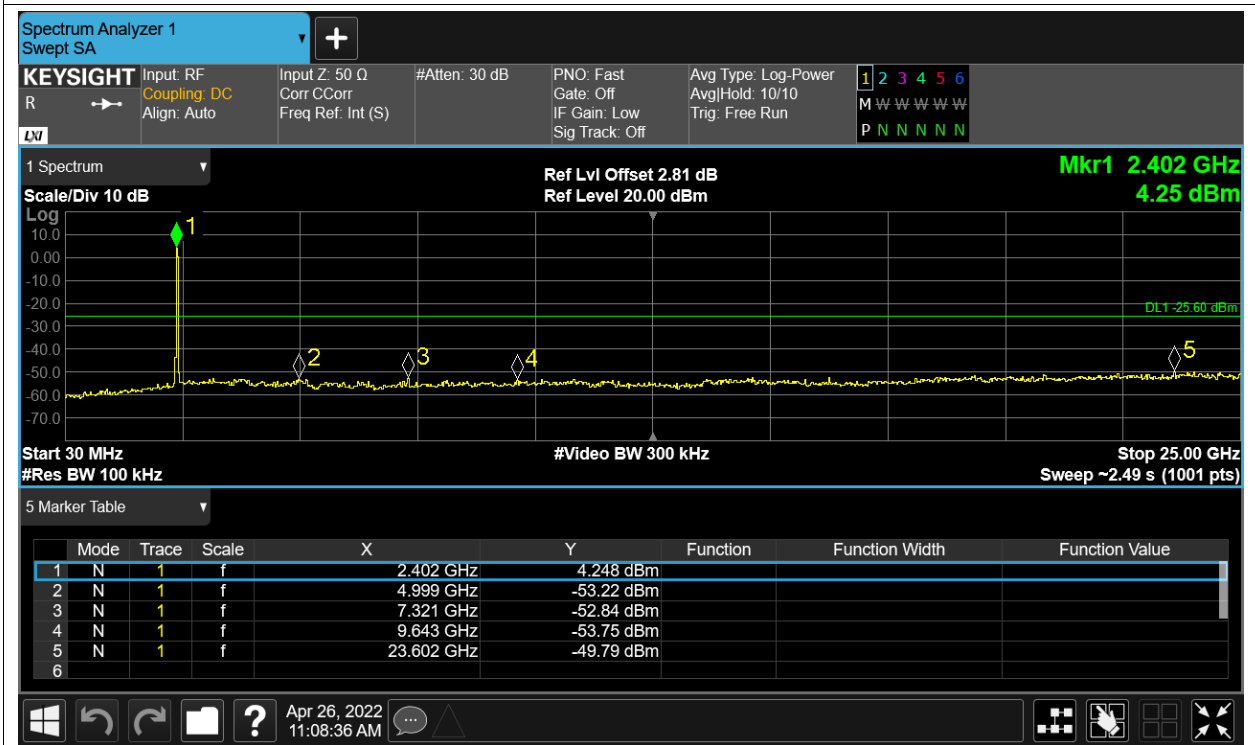 Spectrum Analyzer 1
Swept SA
+
KEYSIGHT
R
LXI
Input: RF
Coupling: DC
Align: Auto
Input Z: 50 Ω
Corr CCorr
Freq Ref: Int (S)
#Atten: 30 dB
PNO: Fast
Gate: Off
IF Gain: Low
Sig Track: Off
Avg Type: Log-Power
Avg|Hold: 10/10
Trig: Free Run
1 2 3 4 5 6
M W W W W W
P N N N N N
1 Spectrum
Scale/Div 10 dB
Ref Lvl Offset 2.81 dB
Ref Level 20.00 dBm
Mkr1 2.402 GHz
4.25 dBm
Log
10.0
0.00
-10.0
-20.0
-30.0
-40.0
-50.0
-60.0
-70.0
1
2
3
4
5
DL1 -25.60 dBm
Start 30 MHz
#Video BW 300 kHz
Stop 25.00 GHz
#Res BW 100 kHz
Sweep ~2.49 s (1001 pts)
5 Marker Table
Mode Trace Scale X Y Function Function Width Function Value
1 N 1 f 2.402 GHz 4.248 dBm
2 N 1 f 4.999 GHz -53.22 dBm
3 N 1 f 7.321 GHz -52.84 dBm
4 N 1 f 9.643 GHz -53.75 dBm
5 N 1 f 23.602 GHz -49.79 dBm
6
?
Apr 26, 2022
11:08:36 AM